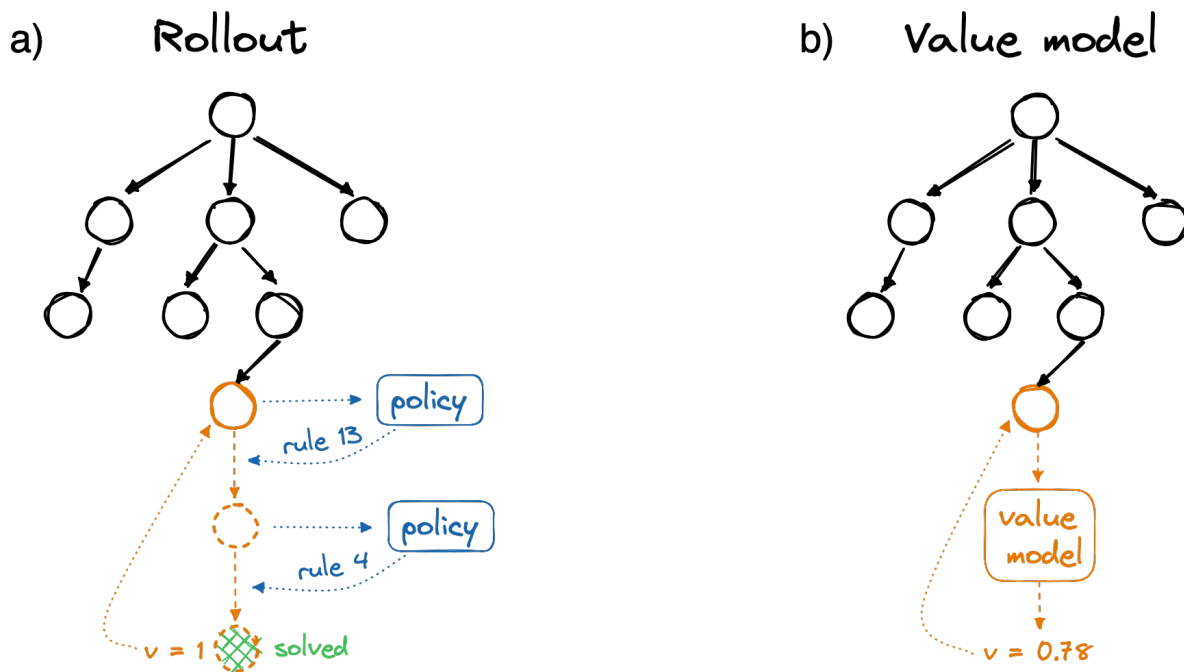 a) Rollout
policy
rule 13
policy
rule 4
v = 1 solved
b) Value model
value
model
v = 0.78